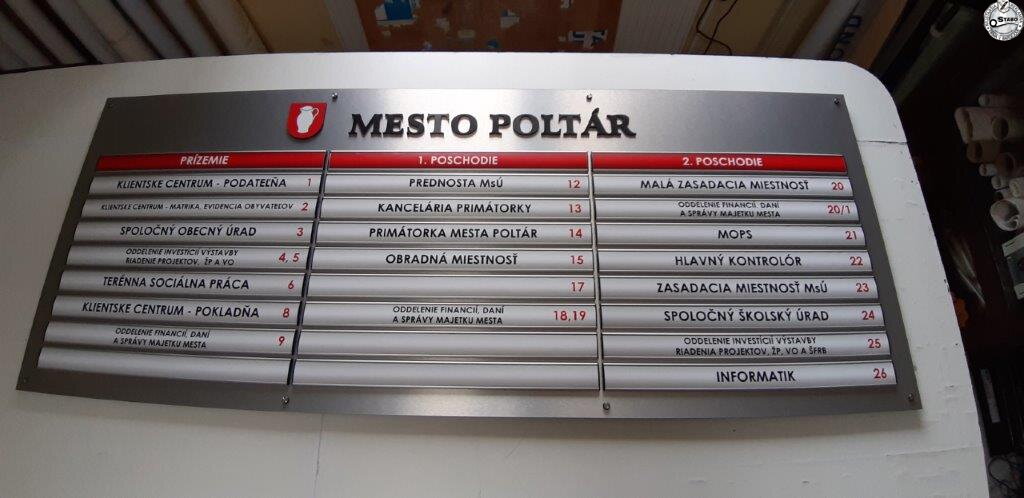 MESTO POLTÁR
PRÍZEMIE
KLIENTSKE CENTRUM - PODATEĽŇA 1
KLIENTSKE CENTRUM - MATRIKA, EVIDENCIA OBYVATEĽOV 2
SPOLOČNÝ OBECNÝ ÚRAD 3
ODDELENIE INVESTÍCIÍ VÝSTAVBY
RIADENIE PROJEKTOV, ŽP A VO 4, 5
TERÉNNA SOCIÁLNA PRÁCA 6
KLIENTSKE CENTRUM - POKLADŇA 8
ODDELENIE FINANCIÍ, DANÍ
A SPRÁVY MAJETKU MESTA 9
1. POSCHODIE
PREDNOSTA MsÚ 12
KANCELÁRIA PRIMÁTORKY 13
PRIMÁTORKA MESTA POLTÁR 14
OBRADNÁ MIESTNOSŤ 15
17
ODDELENIE FINANCIÍ, DANÍ
A SPRÁVY MAJETKU MESTA 18,19
2. POSCHODIE
MALÁ ZASADACIA MIESTNOSŤ 20
ODDELENIE FINANCIÍ, DANÍ
A SPRÁVY MAJETKU MESTA 20/1
MOPS 21
HLAVNÝ KONTROLÓR 22
ZASADACIA MIESTNOSŤ MsÚ 23
SPOLOČNÝ ŠKOLSKÝ ÚRAD 24
ODDELENIE INVESTÍCIÍ VÝSTAVBY
RIADENIA PROJEKTOV, ŽP, VO A ŠFRB 25
INFORMATIK 26
STABO